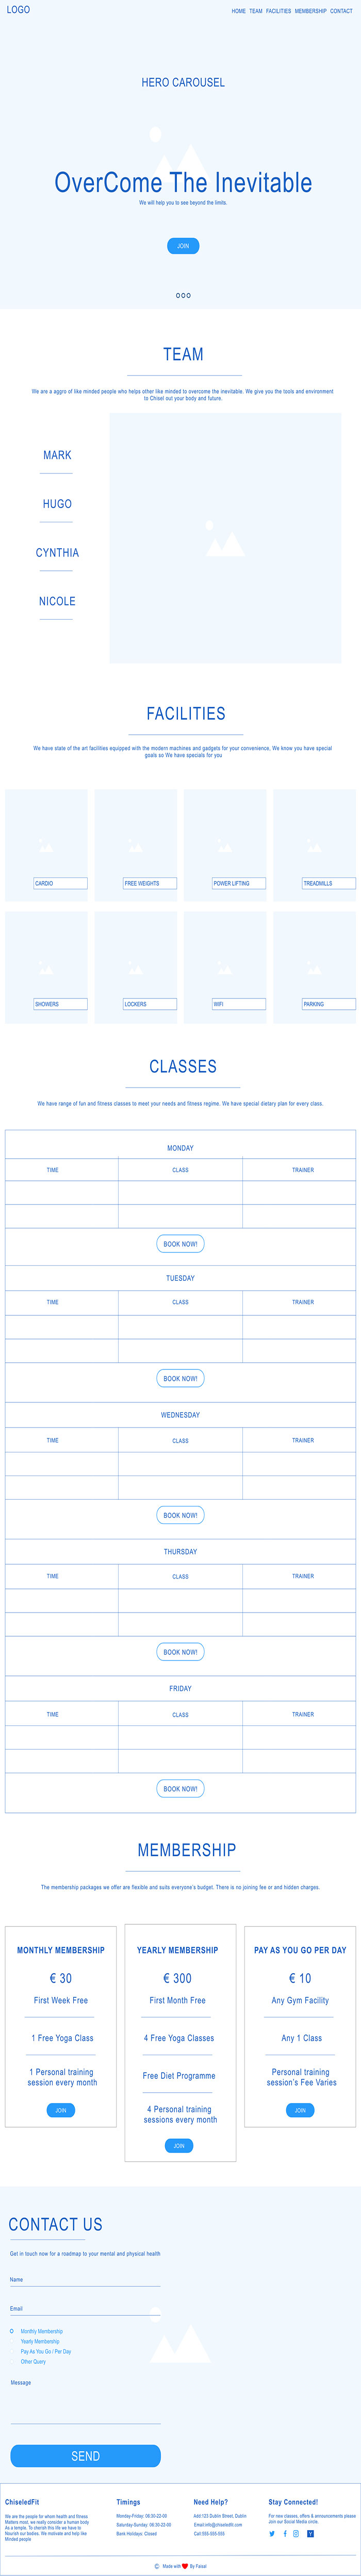 LOGO
HOME TEAM FACILITIES MEMBERSHIP CONTACT
HERO CAROUSEL
OverCome The Inevitable
We will help you to see beyond the limits.
JOIN
TEAM
We are a aggro of like minded people who helps other like minded to overcome the inevitable. We give you the tools and environment
to Chisel out your body and future.
MARK
HUGO
CYNTHIA
NICOLE
FACILITIES
We have state of the art facilities equipped with the modern machines and gadgets for your convenience. We know you have special
goals so We have specials for you
CARDIO
FREE WEIGHTS
POWER LIFTING
TREADMILLS
SHOWERS
LOCKERS
WIFI
PARKING
CLASSES
We have range of fun and fitness classes to meet your needs and fitness regime. We have special dietary plan for every class.
MONDAY
TIME CLASS TRAINER
BOOK NOW!
TUESDAY
TIME CLASS TRAINER
BOOK NOW!
WEDNESDAY
TIME CLASS TRAINER
BOOK NOW!
THURSDAY
TIME CLASS TRAINER
BOOK NOW!
FRIDAY
TIME CLASS TRAINER
BOOK NOW!
MEMBERSHIP
The membership packages we offer are flexible and suits everyone's budget. There is no joining fee or and hidden charges.
MONTHLY MEMBERSHIP
€ 30
First Week Free
1 Free Yoga Class
1 Personal training
session every month
JOIN
YEARLY MEMBERSHIP
€ 300
First Month Free
4 Free Yoga Classes
Free Diet Programme
4 Personal training
sessions every month
JOIN
PAY AS YOU GO PER DAY
€ 10
Any Gym Facility
Any 1 Class
Personal training
session's Fee Varies
JOIN
CONTACT US
Get in touch now for a roadmap to your mental and physical health
Name
Email
Monthly Membership
Yearly Membership
Pay As You Go / Per Day
Other Query
Message
SEND
ChiseledFit
We are the people for whom health and fitness
Matters most. we really consider a human body
As a temple. To cherish this life we have to
Nourish our bodies. We motivate and help like
Minded people
Timings
Monday-Friday: 06:30-22-00
Saturday-Sunday: 06:30-22-00
Bank Holidays: Closed
Need Help?
Add:123 Dublin Street, Dublin
Email:info@chiseledfit.com
Call:555-555-555
Stay Connected!
For new classes, offers & announcements please
Join our Social Media circle.
© Made with ❤ By Faisal